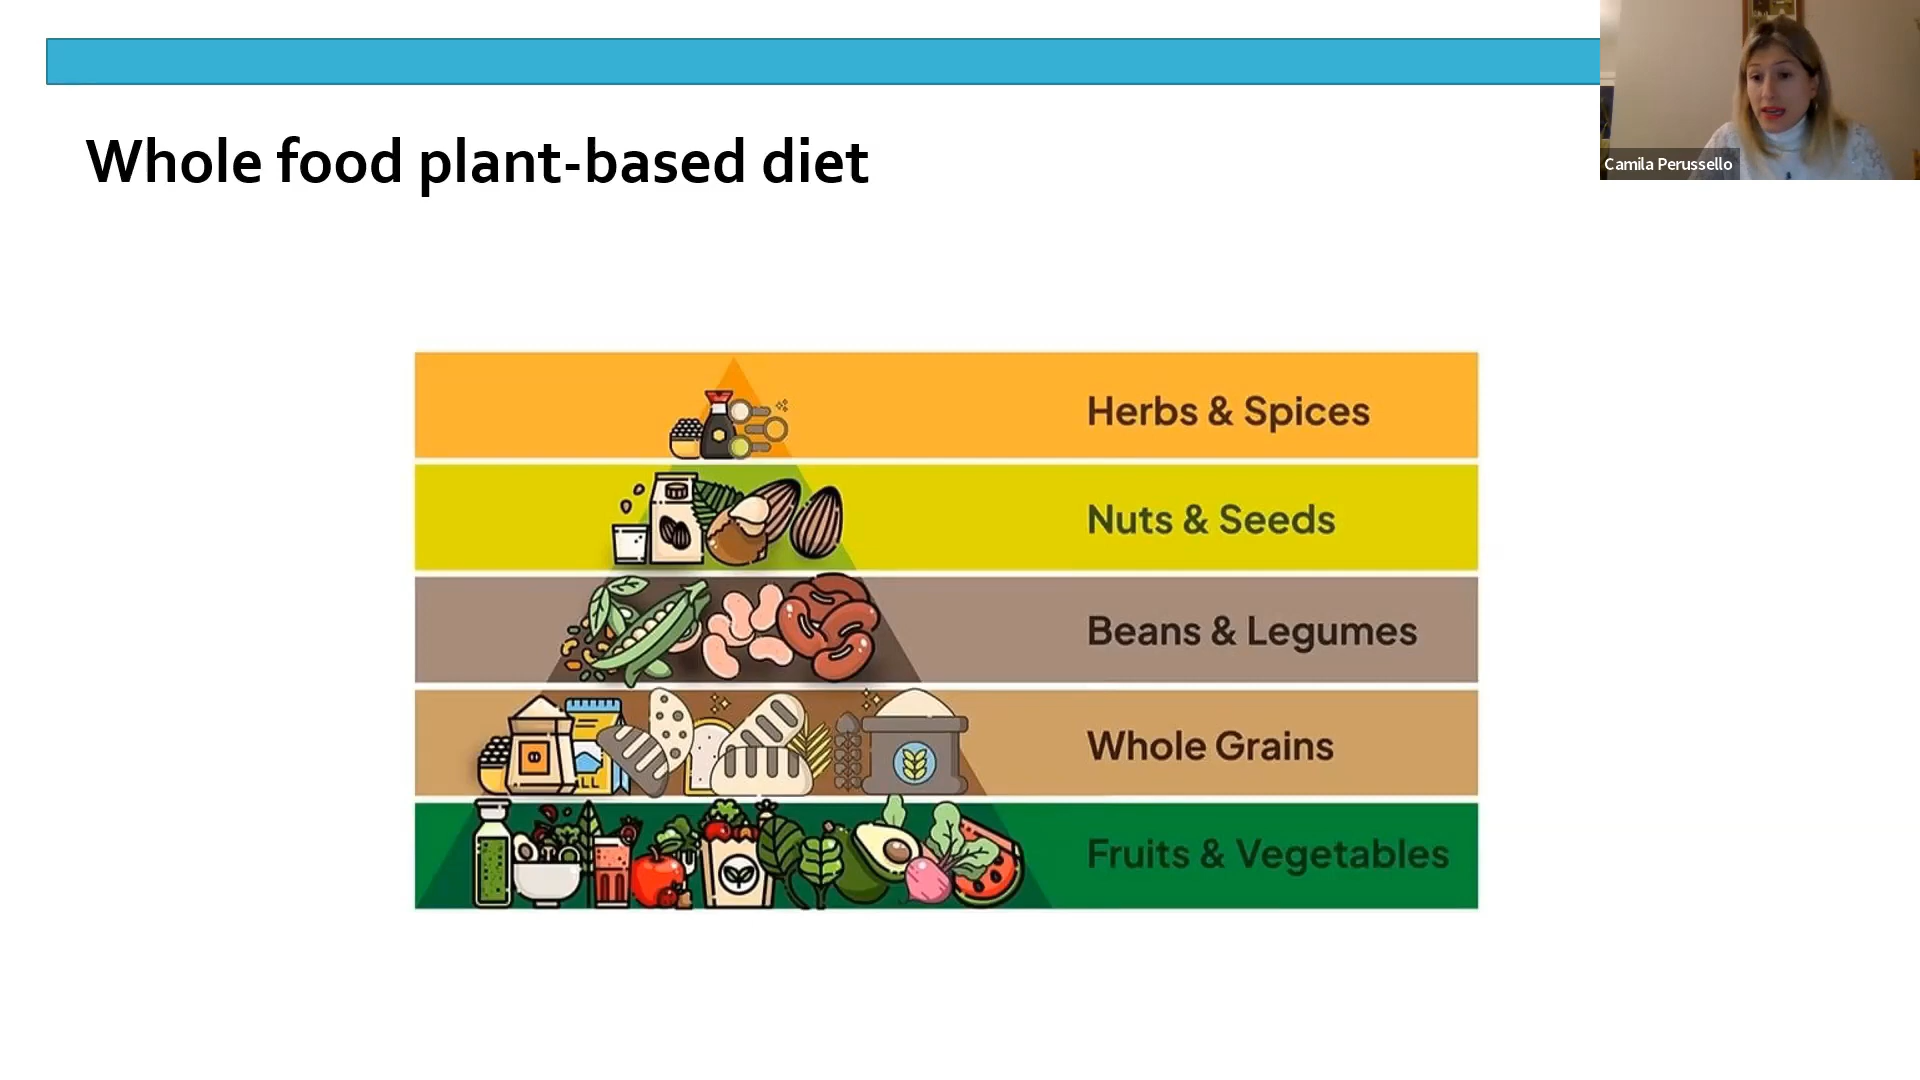 Camila Perussello
Whole food plant-based diet
Herbs & Spices
Nuts & Seeds
Beans & Legumes
Whole Grains
Fruits & Vegetables